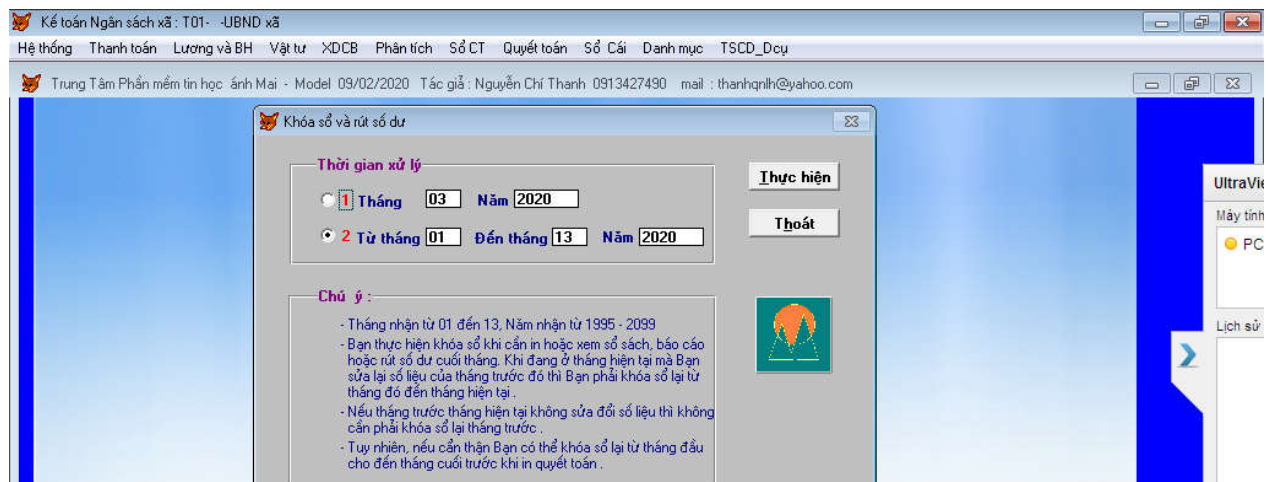 Kế toán Ngân sách xã : T01- -UBND xã
Hệ thống Thanh toán Lương và BH Vật tư XDCB Phân tích Sổ CT Quyết toán Sổ Cái Danh mục TSCD_Dcụ
Trung Tâm Phần mềm tin học ánh Mai - Model 09/02/2020 Tác giả : Nguyễn Chí Thanh 0913427490 mail : thanhqnlh@yahoo.com
Khóa sổ và rút số dư
Thời gian xử lý
1 Tháng 03 Năm 2020
2 Từ tháng 01 Đến tháng 13 Năm 2020
Thực hiện
Thoát
Chú ý :
- Tháng nhận từ 01 đến 13, Năm nhận từ 1995 - 2099
- Bạn thực hiện khóa sổ khi cần in hoặc xem sổ sách, báo cáo
hoặc rút số dư cuối tháng. Khi đang ở tháng hiện tại mà Bạn
sửa lại số liệu của tháng trước đó thì Bạn phải khóa sổ lại từ
tháng đó đến tháng hiện tại .
- Nếu tháng trước tháng hiện tại không sửa đổi số liệu thì không
cần phải khóa sổ lại tháng trước .
- Tuy nhiên, nếu cẩn thận Bạn có thể khóa sổ lại từ tháng đầu
cho đến tháng cuối trước khi in quyết toán .
UltraVie
Máy tính
PC
Lịch sử